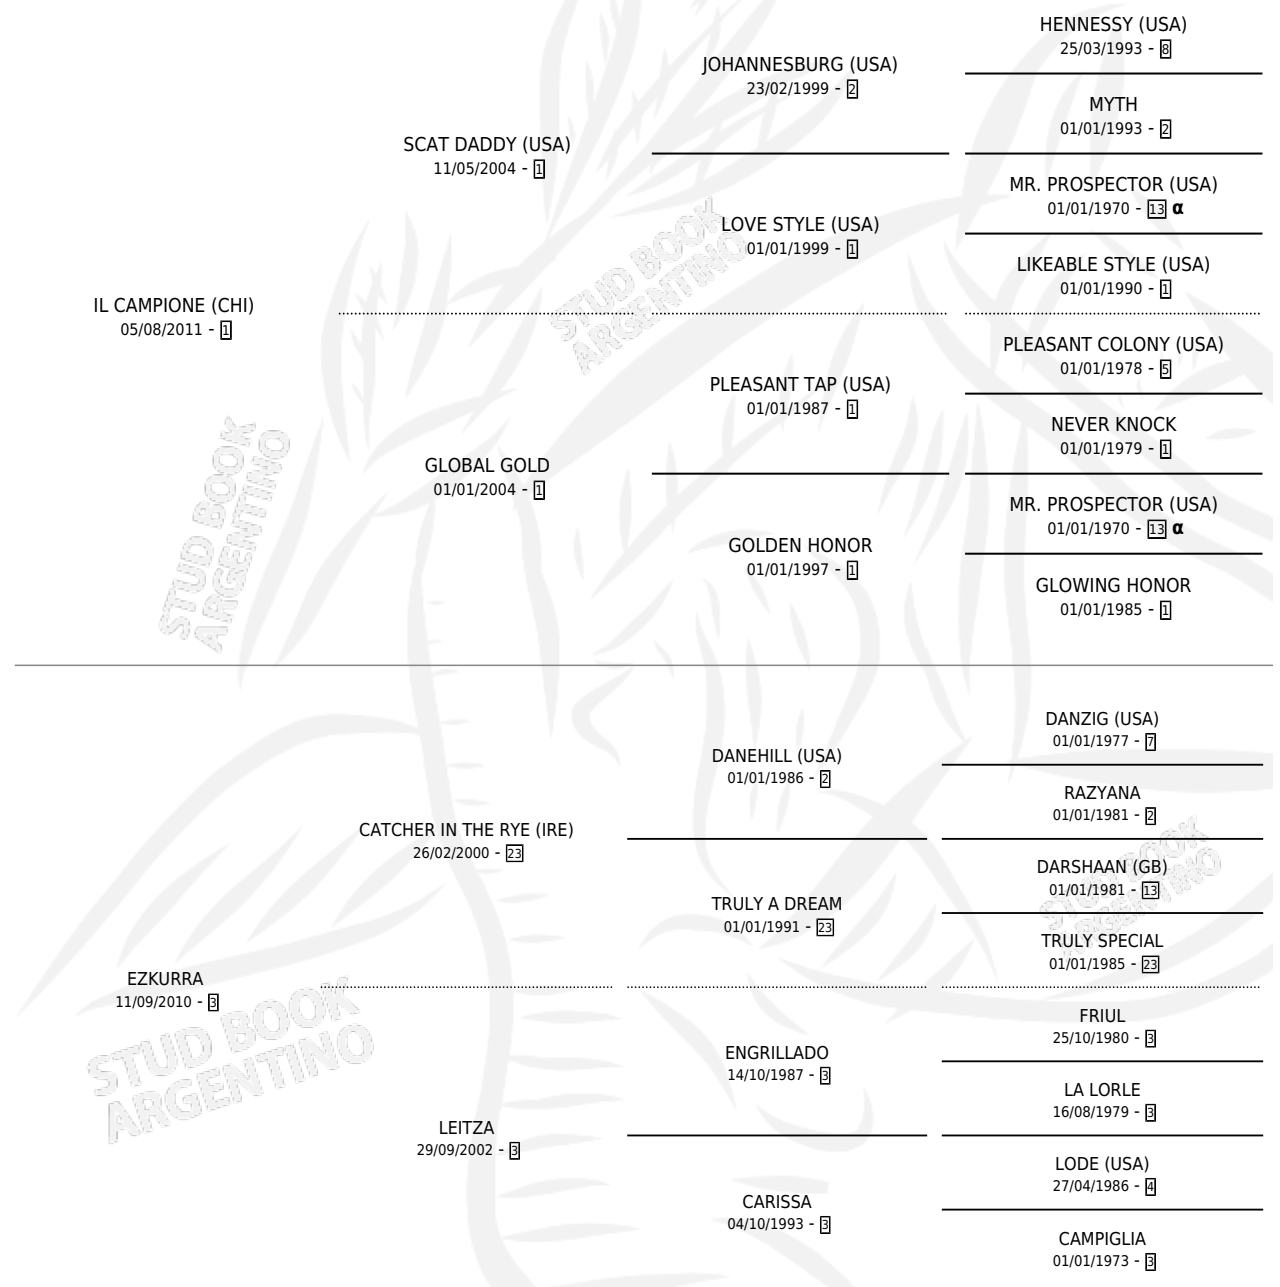 HENNESSY (USA)
25/03/1993 - 8
JOHANNESBURG (USA)
23/02/1999 - 2
MYTH
01/01/1993 - 2
SCAT DADDY (USA)
11/05/2004 - 1
MR. PROSPECTOR (USA)
01/01/1970 - 13 α
LOVE STYLE (USA)
01/01/1999 - 1
LIKEABLE STYLE (USA)
01/01/1990 - 1
IL CAMPIONE (CHI)
05/08/2011 - 1
PLEASANT COLONY (USA)
01/01/1978 - 5
PLEASANT TAP (USA)
01/01/1987 - 1
NEVER KNOCK
01/01/1979 - 1
GLOBAL GOLD
01/01/2004 - 1
MR. PROSPECTOR (USA)
01/01/1970 - 13 α
GOLDEN HONOR
01/01/1997 - 1
GLOWING HONOR
01/01/1985 - 1
DANZIG (USA)
01/01/1977 - 7
DANEHILL (USA)
01/01/1986 - 2
RAZYANA
01/01/1981 - 2
CATCHER IN THE RYE (IRE)
26/02/2000 - 23
DARSHAAN (GB)
01/01/1981 - 13
TRULY A DREAM
01/01/1991 - 23
TRULY SPECIAL
01/01/1985 - 23
EZKURRA
11/09/2010 - 3
FRIUL
25/10/1980 - 3
ENGRILLADO
14/10/1987 - 3
LA LORLE
16/08/1979 - 3
LEITZA
29/09/2002 - 3
LODE (USA)
27/04/1986 - 4
CARISSA
04/10/1993 - 3
CAMPIGLIA
01/01/1973 - 3
STUD BOOK
ARGENTINO
STUD BOOK
ARGENTINO
STUD BOOK
ARGENTINO
STUD BOOK
ARGENTINO